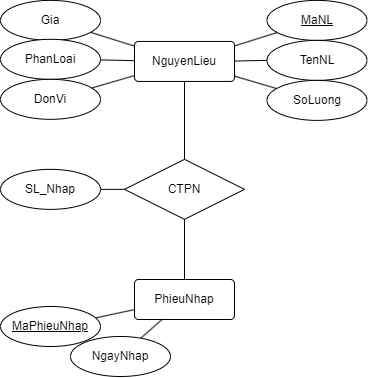 Gia
MaNL
NguyenLieu
PhanLoai
TenNL
DonVi
SoLuong
SL_Nhap
CTPN
PhieuNhap
MaPhieuNhap
NgayNhap